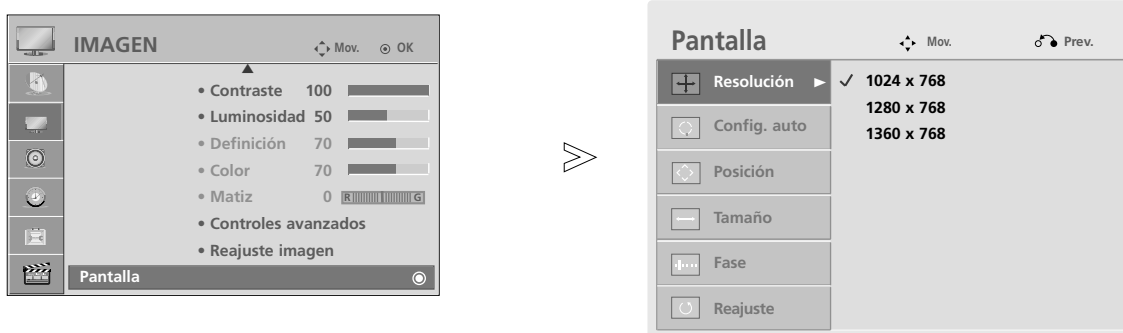 IMAGEN
Mov. OK
• Contraste 100
• Luminosidad 50
• Definición 70
• Color 70
• Matiz 0 R G
• Controles avanzados
• Reajuste imagen
Pantalla
Pantalla
Mov. Prev.
Resolución
✓ 1024 x 768
1280 x 768
1360 x 768
Config. auto
Posición
Tamaño
Fase
Reajuste